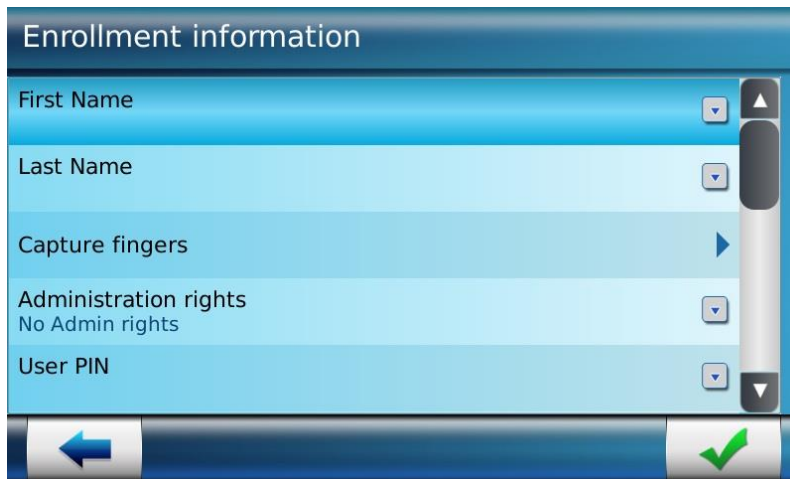 Enrollment information
First Name
Last Name
Capture fingers
Administration rights
No Admin rights
User PIN